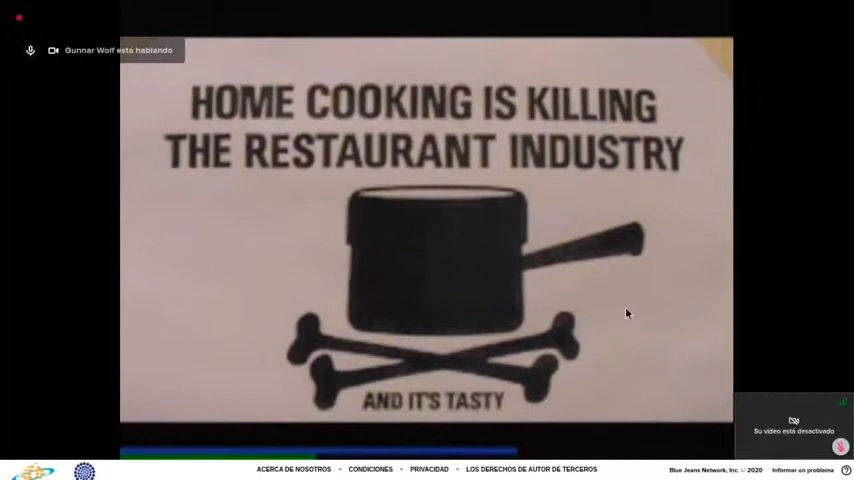 Gunnar Wolf está hablando
HOME COOKING IS KILLING
THE RESTAURANT INDUSTRY
AND IT'S TASTY
Su video está desactivado
ACERCA DE NOSOTROS • CONDICIONES • PRIVACIDAD • LOS DERECHOS DE AUTOR DE TERCEROS
Blue Jeans Network, Inc. © 2020 Informar un problema ?